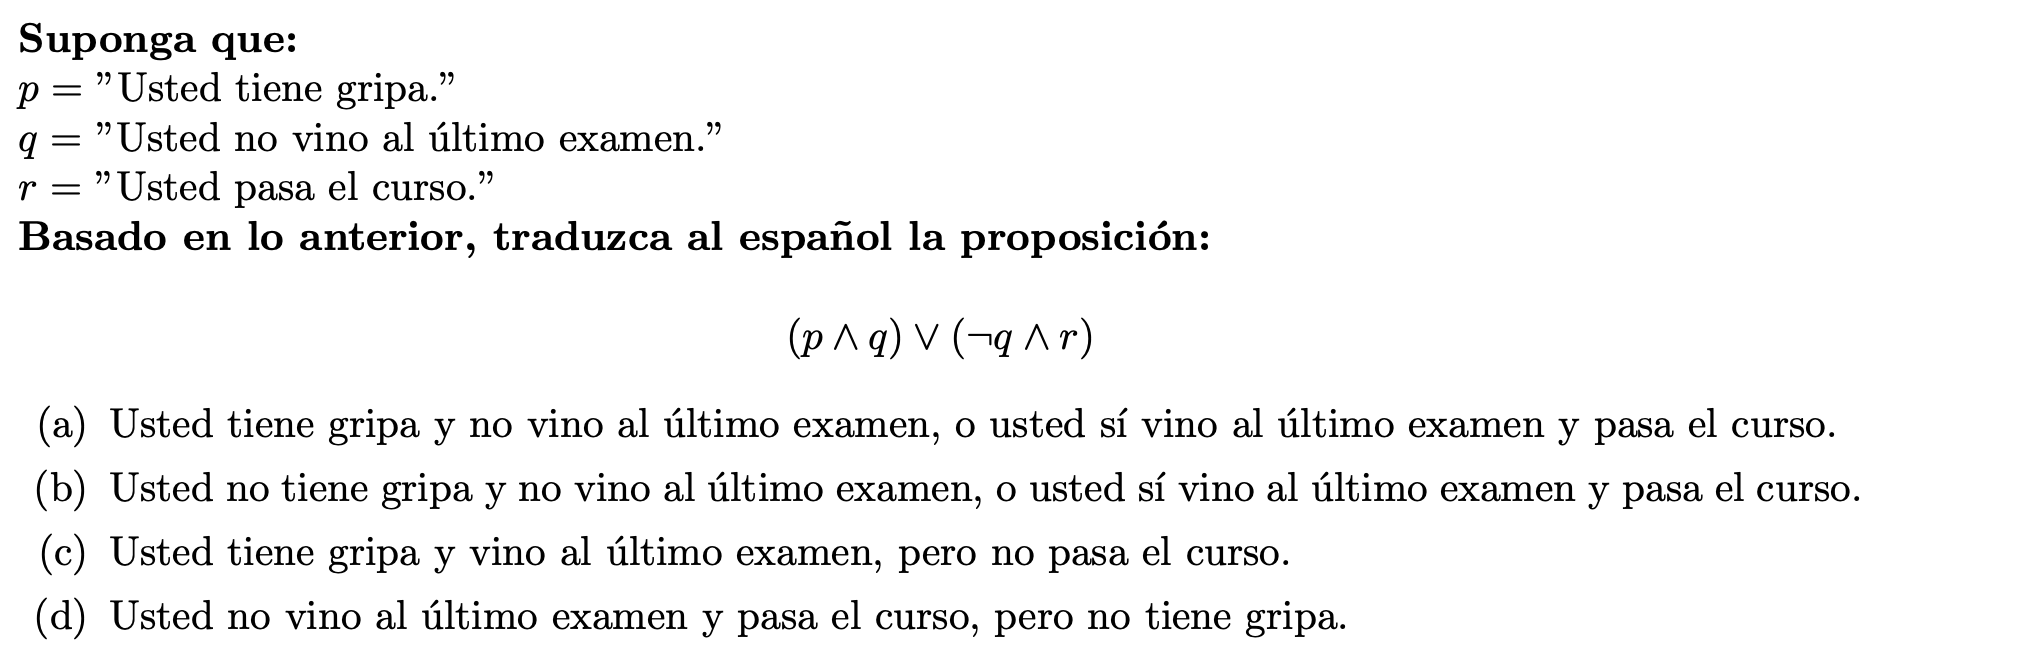 Suponga que:
p = ”Usted tiene gripa.”
q = ”Usted no vino al último examen.”
r = ”Usted pasa el curso.”
Basado en lo anterior, traduzca al español la proposición:
(p ∧ q) ∨ (¬q ∧ r)
(a) Usted tiene gripa y no vino al último examen, o usted sí vino al último examen y pasa el curso.
(b) Usted no tiene gripa y no vino al último examen, o usted sí vino al último examen y pasa el curso.
(c) Usted tiene gripa y vino al último examen, pero no pasa el curso.
(d) Usted no vino al último examen y pasa el curso, pero no tiene gripa.